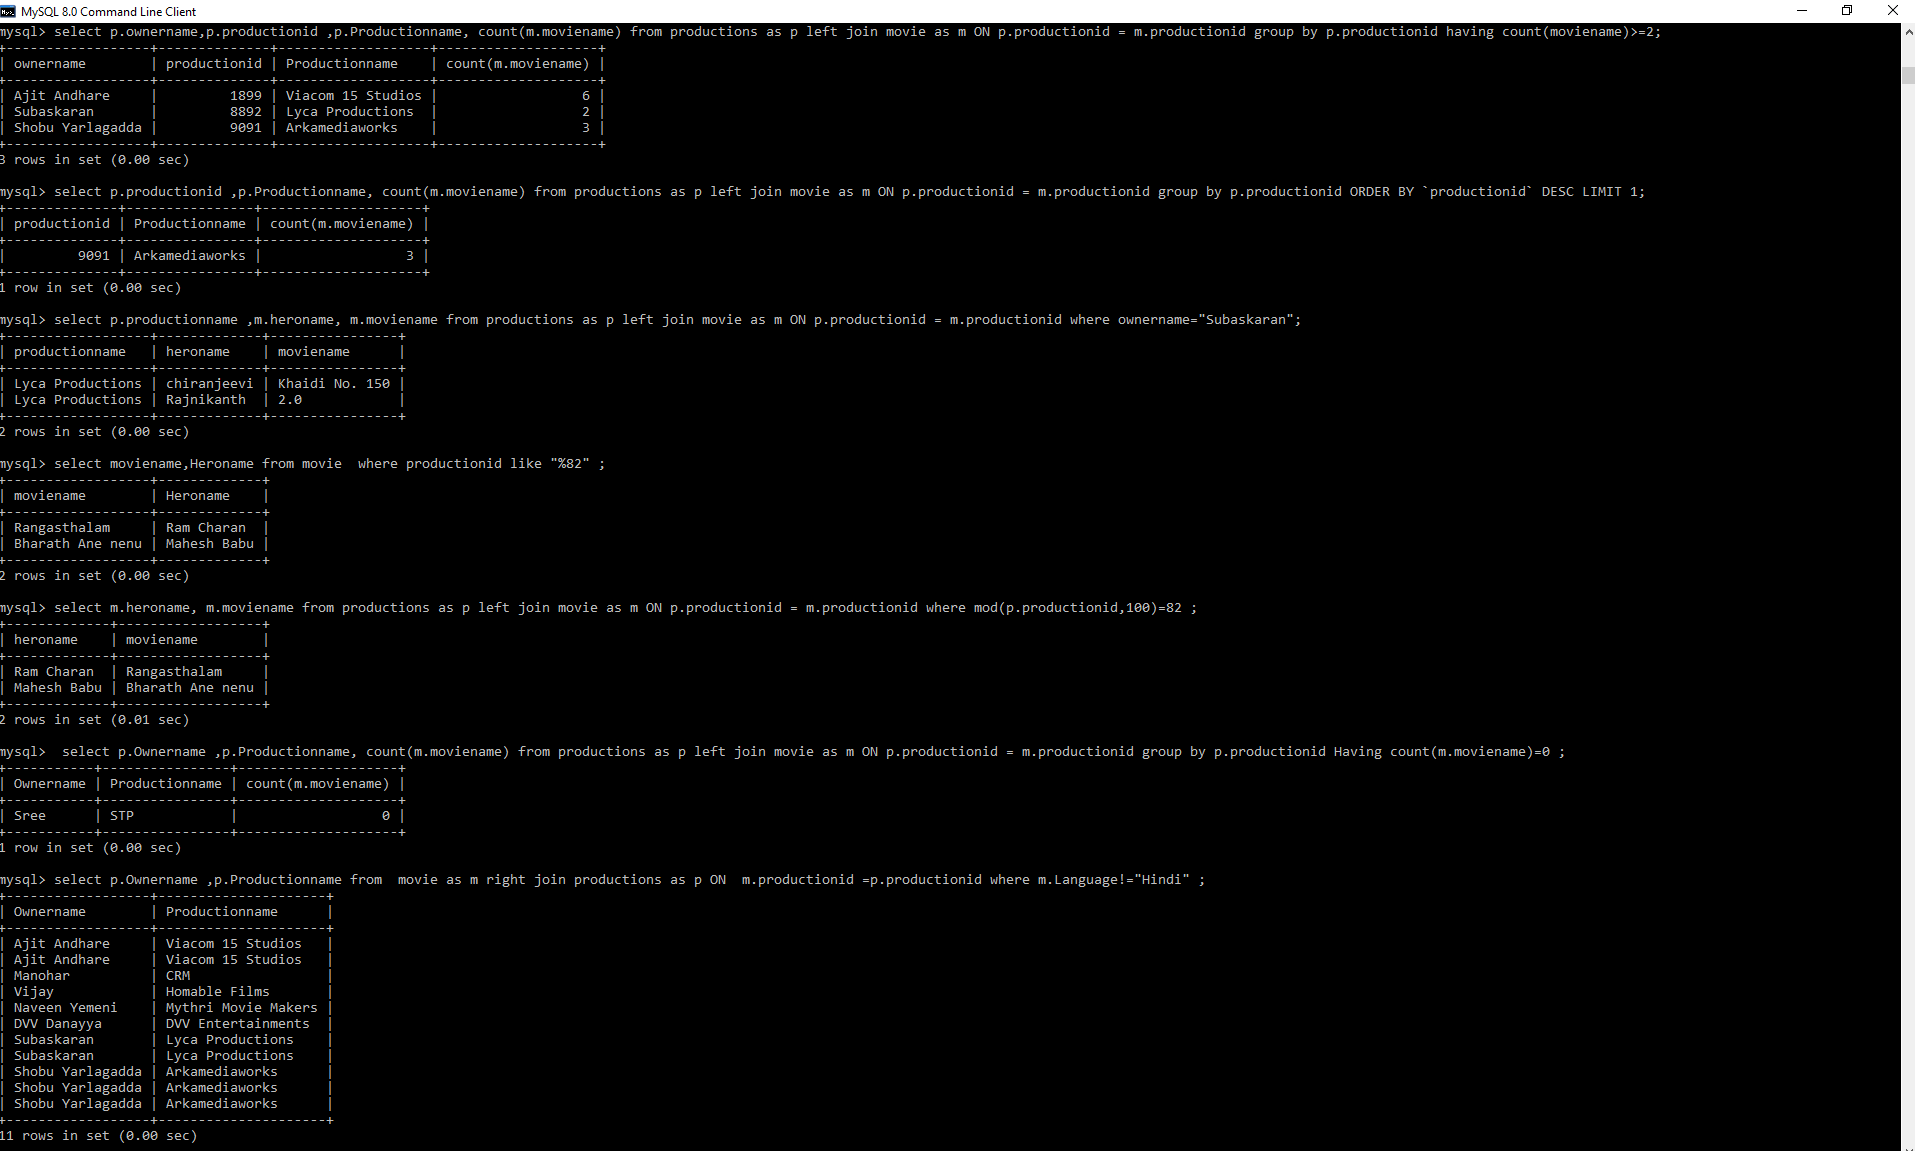 MySQL 8.0 Command Line Client
mysql> select p.ownername,p.productionid ,p.Productionname, count(m.moviename) from productions as p left join movie as m ON p.productionid = m.productionid group by p.productionid having count(moviename)>=2;
+------------------+--------------+-------------------+--------------------+
| ownername        | productionid | Productionname    | count(m.moviename) |
+------------------+--------------+-------------------+--------------------+
| Ajit Andhare     |         1899 | Viacom 15 Studios |                  6 |
| Subaskaran       |         8892 | Lyca Productions  |                  2 |
| Shobu Yarlagadda |         9091 | Arkamediaworks    |                  3 |
+------------------+--------------+-------------------+--------------------+
3 rows in set (0.00 sec)
mysql> select p.productionid ,p.Productionname, count(m.moviename) from productions as p left join movie as m ON p.productionid = m.productionid group by p.productionid ORDER BY `productionid` DESC LIMIT 1;
+--------------+----------------+--------------------+
| productionid | Productionname | count(m.moviename) |
+--------------+----------------+--------------------+
|         9091 | Arkamediaworks |                  3 |
+--------------+----------------+--------------------+
1 row in set (0.00 sec)
mysql> select p.productionname ,m.heroname, m.moviename from productions as p left join movie as m ON p.productionid = m.productionid where ownername="Subaskaran";
+------------------+-------------+----------------+
| productionname   | heroname    | moviename      |
+------------------+-------------+----------------+
| Lyca Productions | chiranjeevi | Khaidi No. 150 |
| Lyca Productions | Rajnikanth  | 2.0            |
+------------------+-------------+----------------+
2 rows in set (0.00 sec)
mysql> select moviename,Heroname from movie  where productionid like "%82" ;
+------------------+-------------+
| moviename        | Heroname    |
+------------------+-------------+
| Rangasthalam     | Ram Charan  |
| Bharath Ane nenu | Mahesh Babu |
+------------------+-------------+
2 rows in set (0.00 sec)
mysql> select m.heroname, m.moviename from productions as p left join movie as m ON p.productionid = m.productionid where mod(p.productionid,100)=82 ;
+-------------+------------------+
| heroname    | moviename        |
+-------------+------------------+
| Ram Charan  | Rangasthalam     |
| Mahesh Babu | Bharath Ane nenu |
+-------------+------------------+
2 rows in set (0.01 sec)
mysql>  select p.Ownername ,p.Productionname, count(m.moviename) from productions as p left join movie as m ON p.productionid = m.productionid group by p.productionid Having count(m.moviename)=0 ;
+-----------+----------------+--------------------+
| Ownername | Productionname | count(m.moviename) |
+-----------+----------------+--------------------+
| Sree      | STP            |                  0 |
+-----------+----------------+--------------------+
1 row in set (0.00 sec)
mysql> select p.Ownername ,p.Productionname from  movie as m right join productions as p ON  m.productionid =p.productionid where m.Language!="Hindi" ;
+------------------+---------------------+
| Ownername        | Productionname      |
+------------------+---------------------+
| Ajit Andhare     | Viacom 15 Studios   |
| Ajit Andhare     | Viacom 15 Studios   |
| Manohar          | CRM                 |
| Vijay            | Homable Films       |
| Naveen Yemeni    | Mythri Movie Makers |
| DVV Danayya      | DVV Entertainments  |
| Subaskaran       | Lyca Productions    |
| Subaskaran       | Lyca Productions    |
| Shobu Yarlagadda | Arkamediaworks      |
| Shobu Yarlagadda | Arkamediaworks      |
| Shobu Yarlagadda | Arkamediaworks      |
+------------------+---------------------+
11 rows in set (0.00 sec)